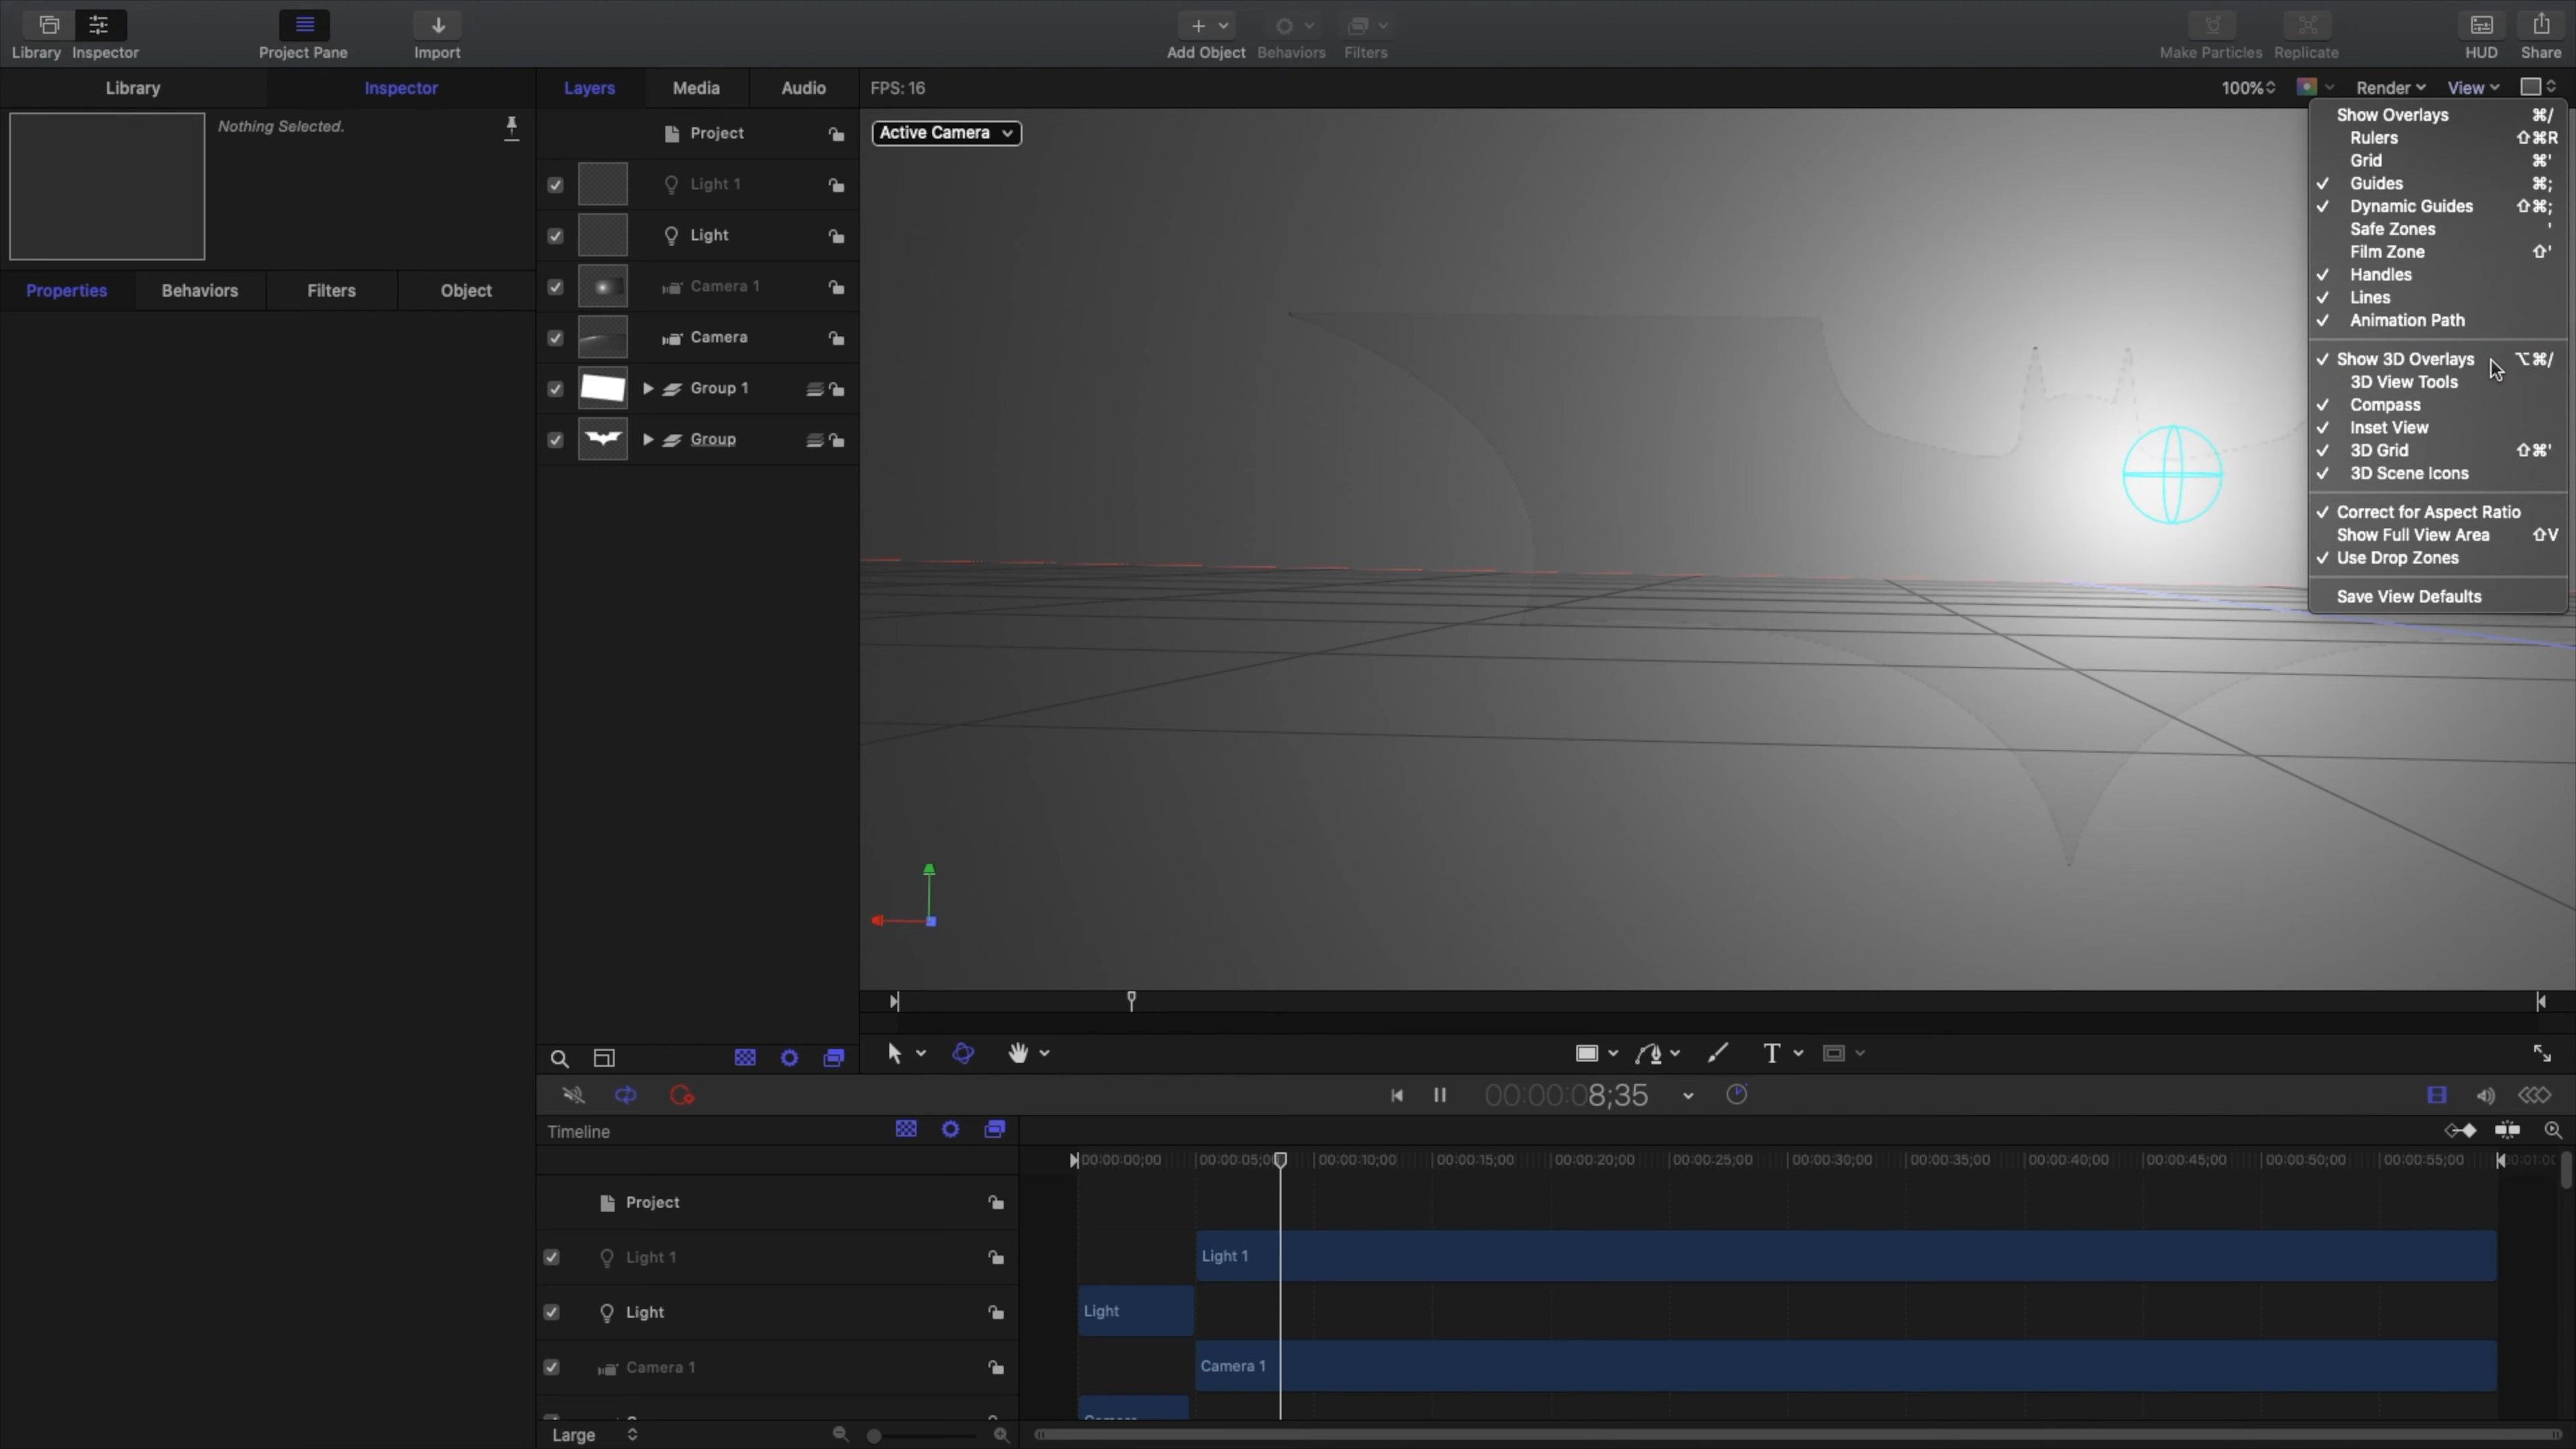 Library Inspector Project Pane Import Add Object Behaviors Filters Make Particles Replicate HUD Share
Library Inspector Layers Media Audio FPS: 16 100% Render View
Nothing Selected.
Properties Behaviors Filters Object
Project
Light 1
Light
Camera 1
Camera
Group 1
Group
Active Camera
Show Overlays ⌘/
Rulers ⇧⌘R
Grid ⌘'
✓ Guides ⌘;
✓ Dynamic Guides ⇧⌘;
Safe Zones '
Film Zone ⇧'
✓ Handles
✓ Lines
✓ Animation Path
✓ Show 3D Overlays ⌥⌘/
3D View Tools
✓ Compass
✓ Inset View
✓ 3D Grid ⇧⌘'
✓ 3D Scene Icons
✓ Correct for Aspect Ratio
Show Full View Area ⇧V
✓ Use Drop Zones
Save View Defaults
T
00:00:08;35
Timeline
00:00:00;00 00:00:05;0 00:00:10;00 00:00:15;00 00:00:20;00 00:00:25;00 00:00:30;00 00:00:35;00 00:00:40;00 00:00:45;00 00:00:50;00 00:00:55;00
Project
Light 1 Light 1
Light Light
Camera 1 Camera 1
Large